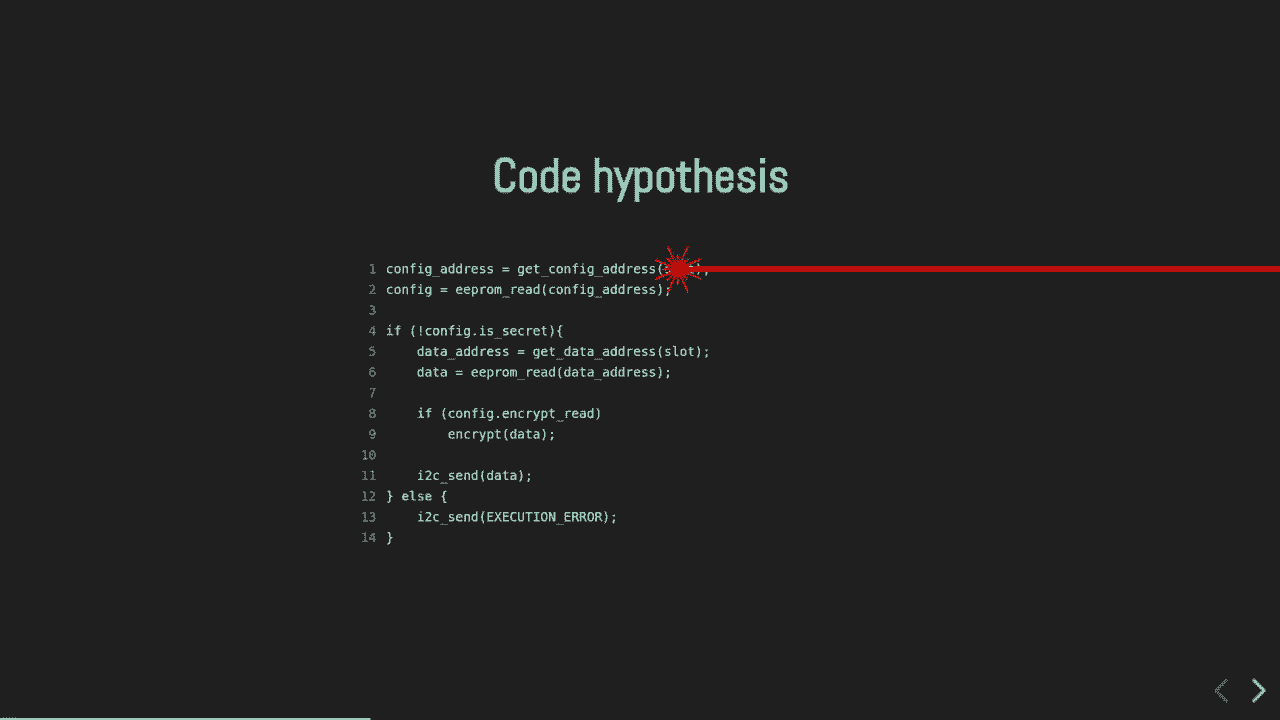 Code hypothesis
1 config_address = get_config_address(
2 config = eeprom_read(config_address);
3
4 if (!config.is_secret){
5     data_address = get_data_address(slot);
6     data = eeprom_read(data_address);
7
8     if (config.encrypt_read)
9         encrypt(data);
10
11     i2c_send(data);
12 } else {
13     i2c_send(EXECUTION_ERROR);
14 }